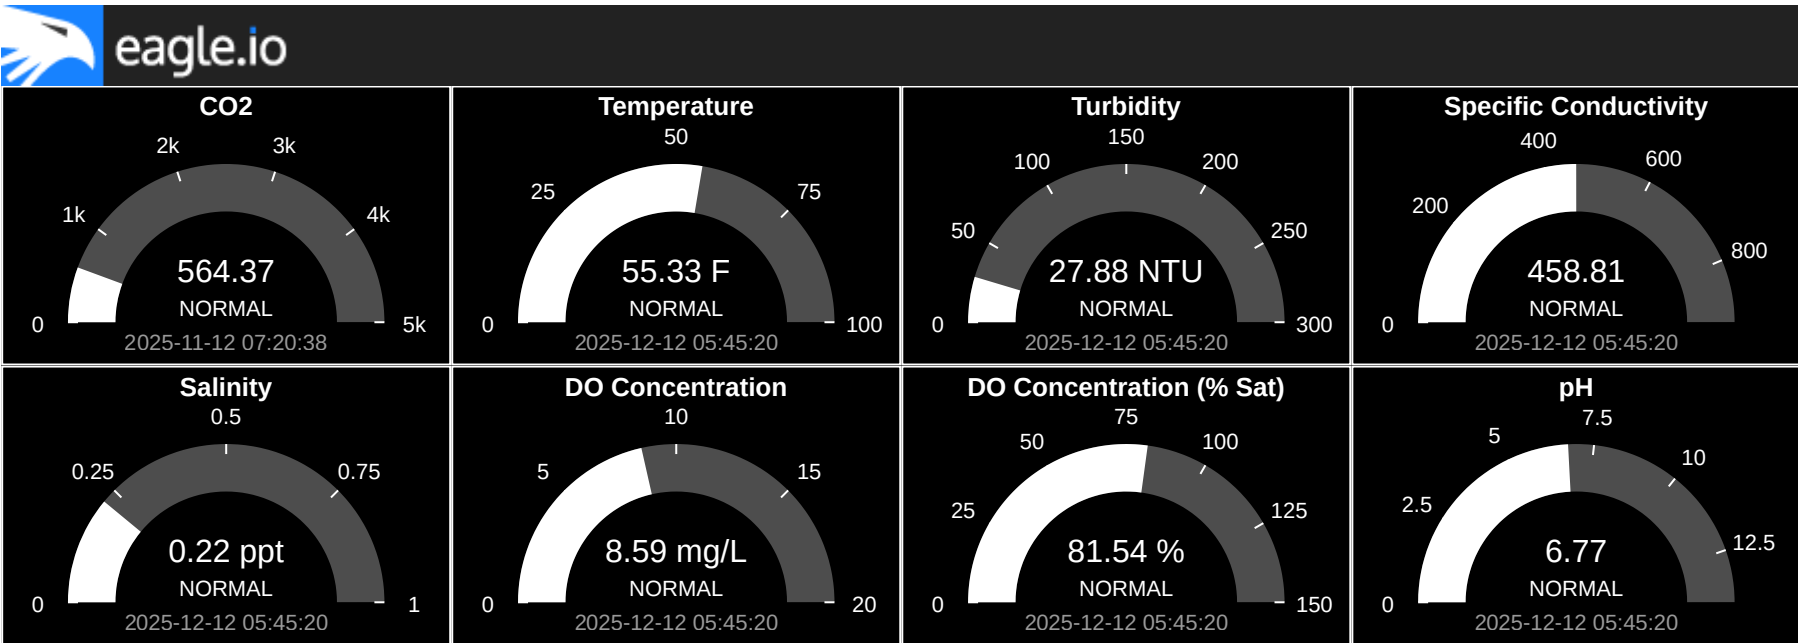 eagle.io
CO2
0
1k
2k
3k
4k
5k
564.37
NORMAL
2025-11-12 07:20:38
Temperature
0
25
50
75
100
55.33 F
NORMAL
2025-12-12 05:45:20
Turbidity
0
50
100
150
200
250
300
27.88 NTU
NORMAL
2025-12-12 05:45:20
Specific Conductivity
0
200
400
600
800
458.81
NORMAL
2025-12-12 05:45:20
Salinity
0
0.25
0.5
0.75
1
0.22 ppt
NORMAL
2025-12-12 05:45:20
DO Concentration
0
5
10
15
20
8.59 mg/L
NORMAL
2025-12-12 05:45:20
DO Concentration (% Sat)
0
25
50
75
100
125
150
81.54 %
NORMAL
2025-12-12 05:45:20
pH
0
2.5
5
7.5
10
12.5
6.77
NORMAL
2025-12-12 05:45:20